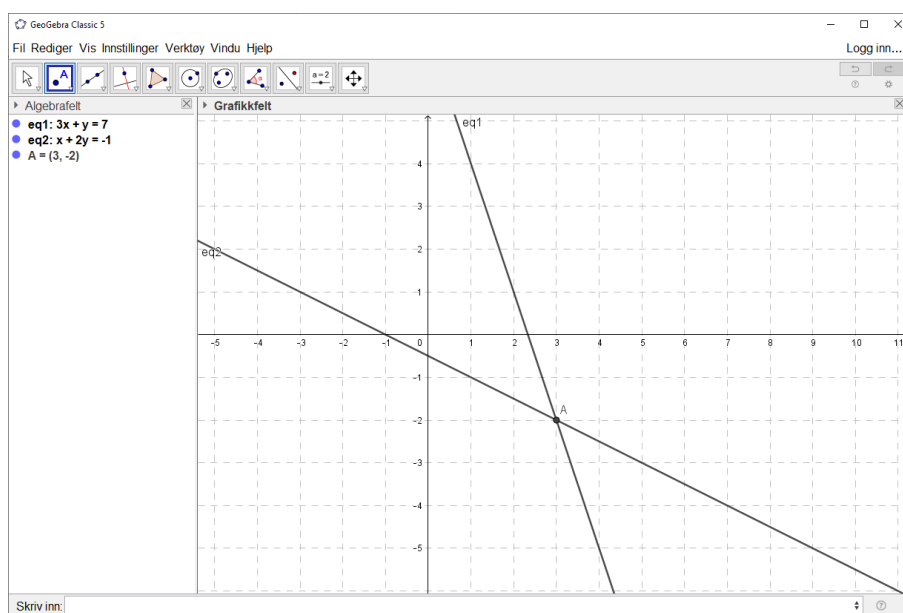 GeoGebra Classic 5
Fil Rediger Vis Innstillinger Verktøy Vindu Hjelp
Logg inn...
A
a=2
Algebrafelt
Grafikkfelt
eq1: 3x + y = 7
eq2: x + 2y = -1
A = (3, -2)
eq1
4
3
eq2
2
1
-5 -4 -3 -2 -1 0 1 2 3 4 5 6 7 8 9 10 11
-1
A
-2
-3
-4
-5
Skriv inn: